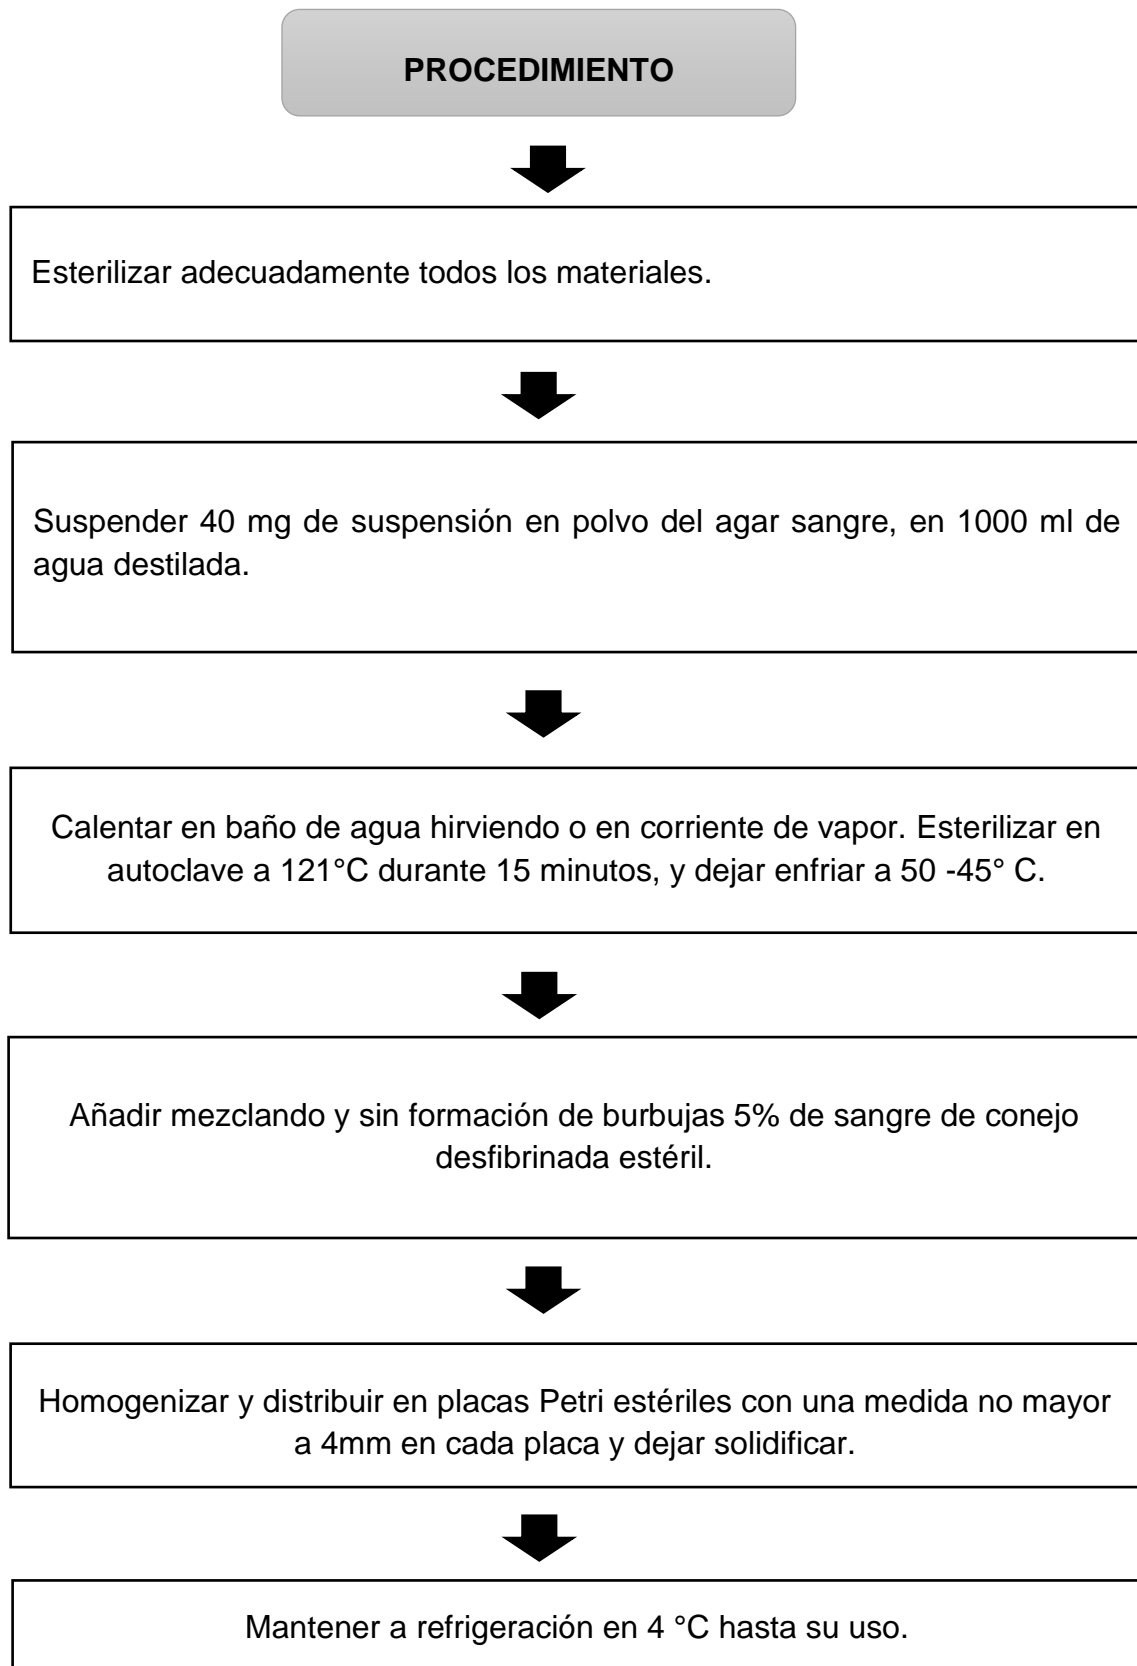 PROCEDIMIENTO
Esterilizar adecuadamente todos los materiales.
Suspender 40 mg de suspensión en polvo del agar sangre, en 1000 ml de
agua destilada.
Calentar en baño de agua hirviendo o en corriente de vapor. Esterilizar en
autoclave a 121°C durante 15 minutos, y dejar enfriar a 50 -45° C.
Añadir mezclando y sin formación de burbujas 5% de sangre de conejo
desfibrinada estéril.
Homogenizar y distribuir en placas Petri estériles con una medida no mayor
a 4mm en cada placa y dejar solidificar.
Mantener a refrigeración en 4 °C hasta su uso.